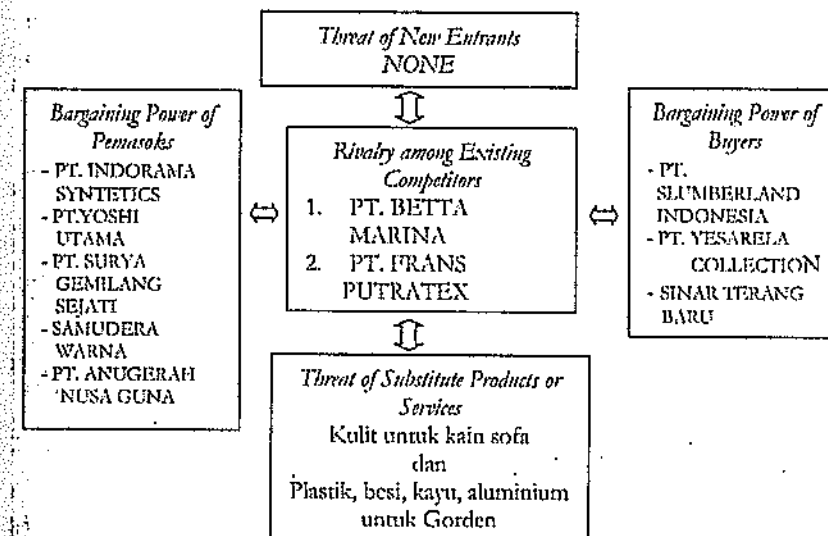 Threat of New Entrants
NONE
Bargaining Power of
Pemasoks
- PT. INDORAMA
SYNTETICS
- PT.YOSHI
UTAMA
- PT. SURYA
GEMILANG
SEJATI
- SAMUDERA
WARNA
- PT. ANUGERAH
NUSA GUNA
Rivalry among Existing
Competitors
1. PT. BETTA
MARINA
2. PT. FRANS
PUTRATEX
Bargaining Power of
Buyers
- PT.
SLUMBERLAND
INDONESIA
- PT. YESARELA
COLLECTION
- SINAR TERANG
BARU
Threat of Substitute Products or
Services
Kulit untuk kain sofa
dan
Plastik, besi, kayu, aluminium
untuk Gorden